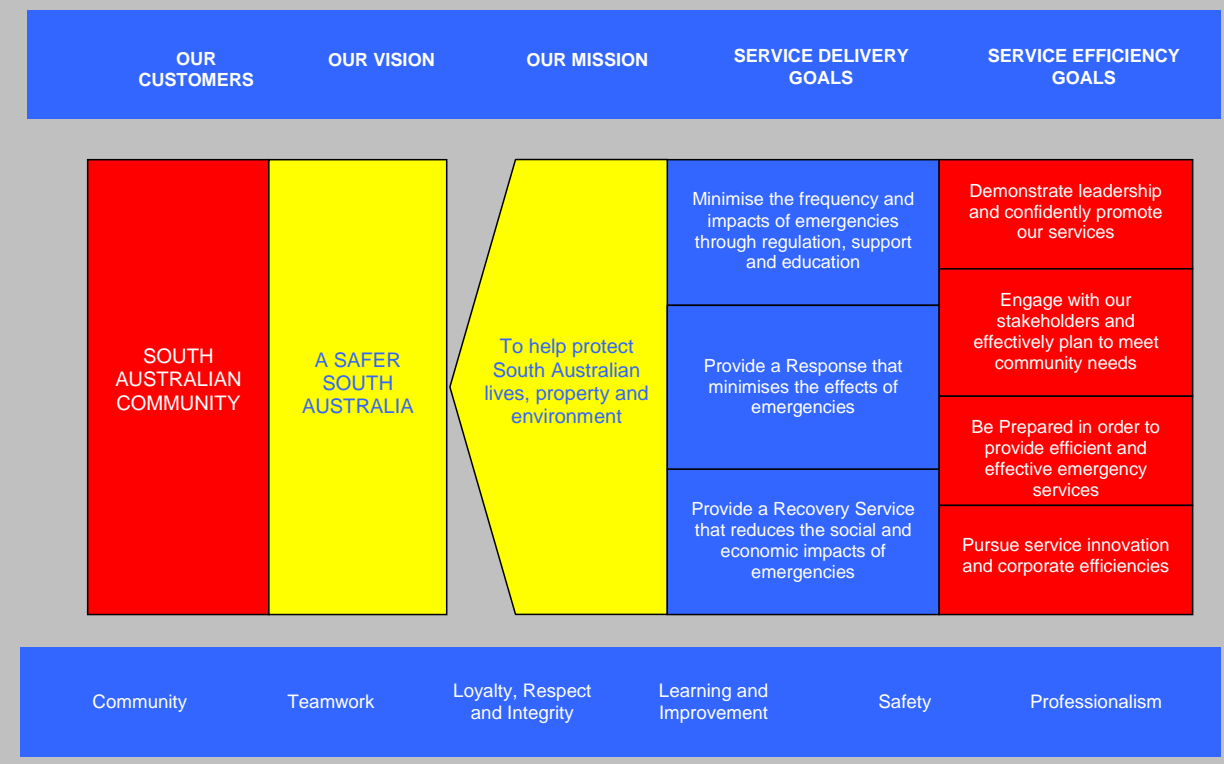 OUR
CUSTOMERS
OUR VISION
OUR MISSION
SERVICE DELIVERY
GOALS
SERVICE EFFICIENCY
GOALS
SOUTH
AUSTRALIAN
COMMUNITY
A SAFER
SOUTH
AUSTRALIA
To help protect
South Australian
lives, property and
environment
Minimise the frequency and
impacts of emergencies
through regulation, support
and education
Provide a Response that
minimises the effects of
emergencies
Provide a Recovery Service
that reduces the social and
economic impacts of
emergencies
Demonstrate leadership
and confidently promote
our services
Engage with our
stakeholders and
effectively plan to meet
community needs
Be Prepared in order to
provide efficient and
effective emergency
services
Pursue service innovation
and corporate efficiencies
Community
Teamwork
Loyalty, Respect
and Integrity
Learning and
Improvement
Safety
Professionalism